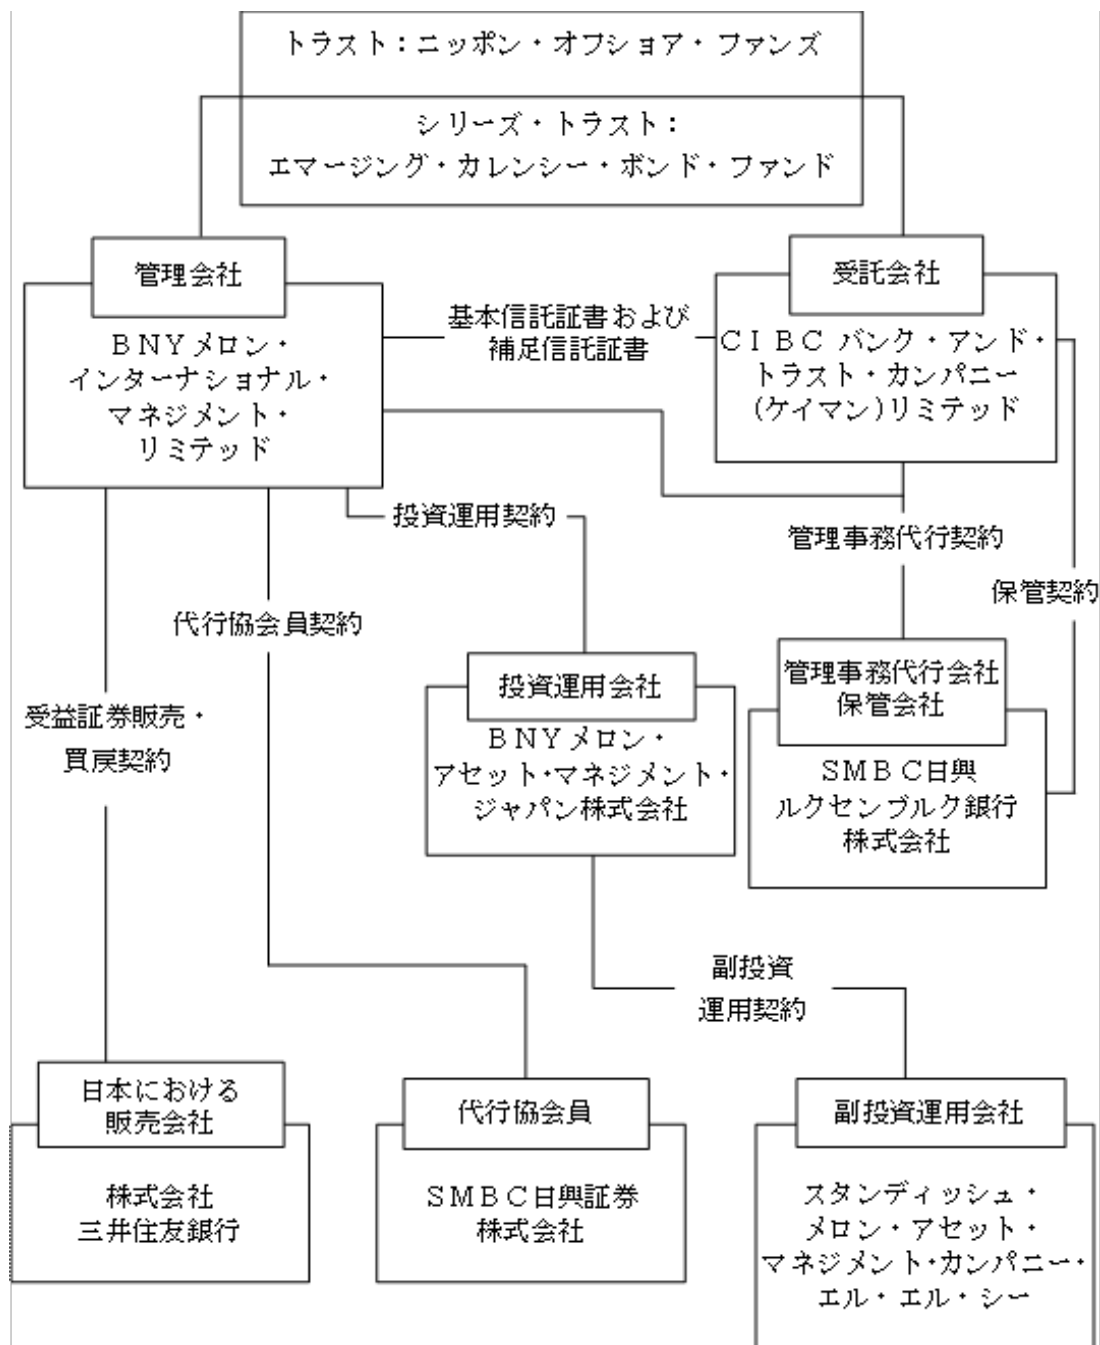 トラスト：ニッポン・オフショア・ファンズ
シリーズ・トラスト：
エマージング・カレンシー・ボンド・ファンド
管理会社
ＢＮＹメロン・
インターナショナル・
マネジメント・
リミテッド
基本信託証書および
補足信託証書
受託会社
ＣＩＢＣ バンク・アンド・
トラスト・カンパニー
(ケイマン)リミテッド
投資運用契約
管理事務代行契約
保管契約
代行協会員契約
受益証券販売・
買戻契約
投資運用会社
ＢＮＹメロン・
アセット・マネジメント・
ジャパン株式会社
管理事務代行会社
保管会社
ＳＭＢＣ日興
ルクセンブルク銀行
株式会社
副投資
運用契約
日本における
販売会社
株式会社
三井住友銀行
代行協会員
ＳＭＢＣ日興証券
株式会社
副投資運用会社
スタンディッシュ・
メロン・アセット・
マネジメント・カンパニー・
エル・エル・シー